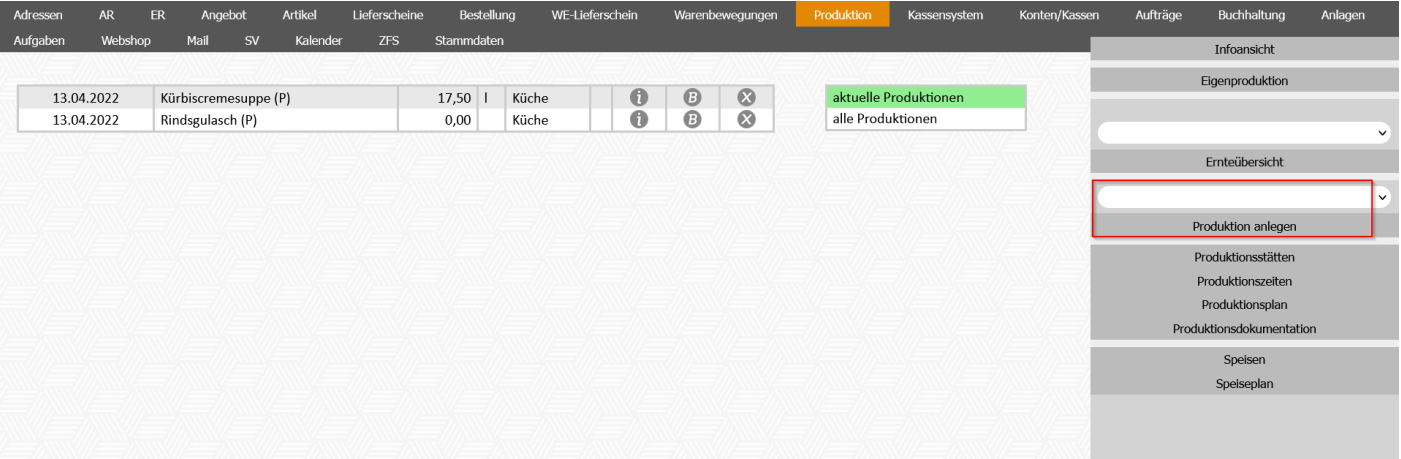 Adressen AR ER Angebot Artikel Lieferscheine Bestellung WE-Lieferschein Warenbewegungen Produktion Kassensystem Konten/Kassen Aufträge Buchhaltung Anlagen
Aufgaben Webshop Mail SV Kalender ZFS Stammdaten
13.04.2022 Kürbiscremesuppe (P) 17,50 l Küche i B X
13.04.2022 Rindsgulasch (P) 0,00 Küche i B X
aktuelle Produktionen
alle Produktionen
Infoansicht
Eigenproduktion
Ernteübersicht
Produktion anlegen
Produktionsstätten
Produktionszeiten
Produktionsplan
Produktionsdokumentation
Speisen
Speiseplan